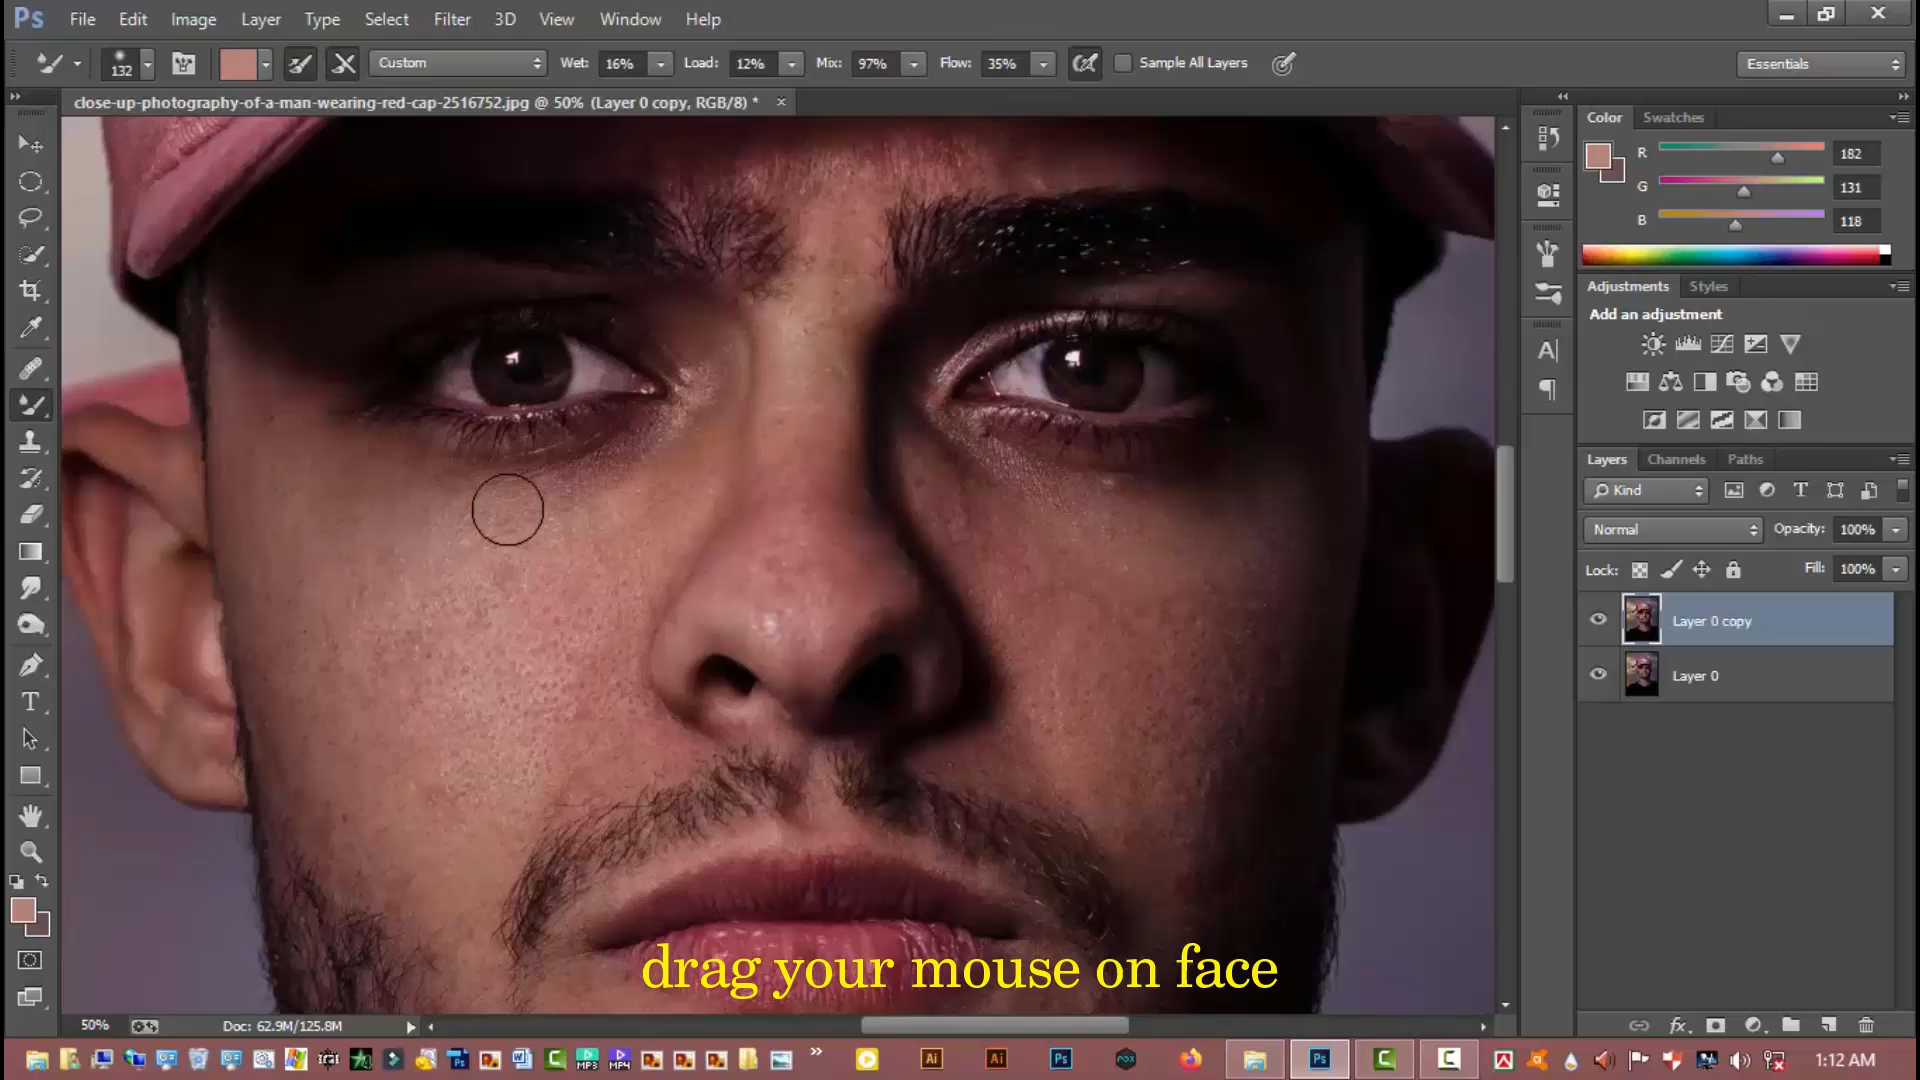 Ps File Edit Image Layer Type Select Filter 3D View Window Help
132 Custom Wet: 16% Load: 12% Mix: 97% Flow: 35% Sample All Layers Essentials
close-up-photography-of-a-man-wearing-red-cap-2516752.jpg @ 50% (Layer 0 copy, RGB/8) *
Color Swatches
R 182
G 131
B 118
Adjustments Styles
Add an adjustment
Layers Channels Paths
Kind
Normal Opacity: 100%
Lock: Fill: 100%
Layer 0 copy
Layer 0
drag your mouse on face
50% Doc: 62.9M/125.8M
1:12 AM